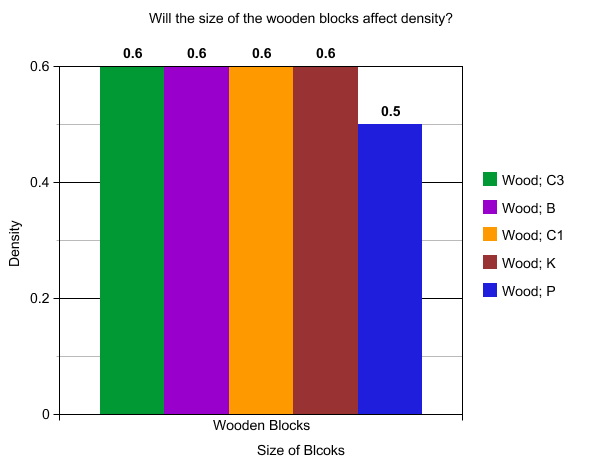 Will the size of the wooden blocks affect density?
0.6 0.6 0.6 0.6
0.5
0.6
0.4
0.2
0
Density
Wooden Blocks
Size of Blcoks
Wood; C3
Wood; B
Wood; C1
Wood; K
Wood; P